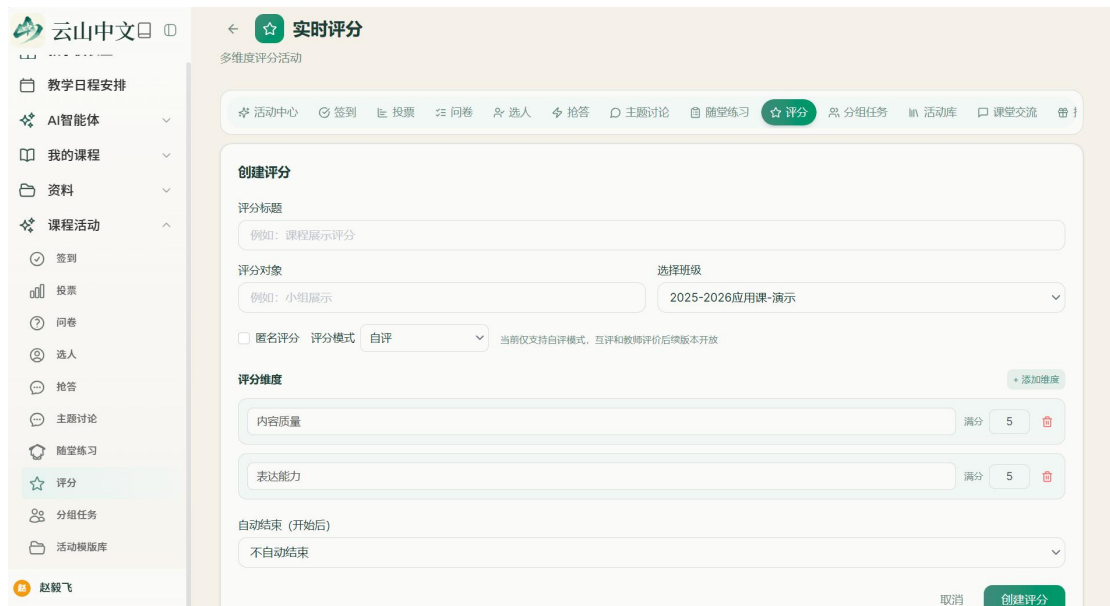 云山中文
教学日程安排
AI智能体
我的课程
资料
课程活动
签到
投票
问卷
选人
抢答
主题讨论
随堂练习
评分
分组任务
活动模版库
赵
赵毅飞
实时评分
多维度评分活动
活动中心 签到 投票 问卷 选人 抢答 主题讨论 随堂练习 评分 分组任务 活动库 课堂交流
创建评分
评分标题
例如：课程展示评分
评分对象 选择班级
例如：小组展示 2025-2026应用课-演示
匿名评分 评分模式 自评 当前仅支持自评模式，互评和教师评价后续版本开放
评分维度 + 添加维度
内容质量 满分 5
表达能力 满分 5
自动结束（开始后）
不自动结束
取消 创建评分